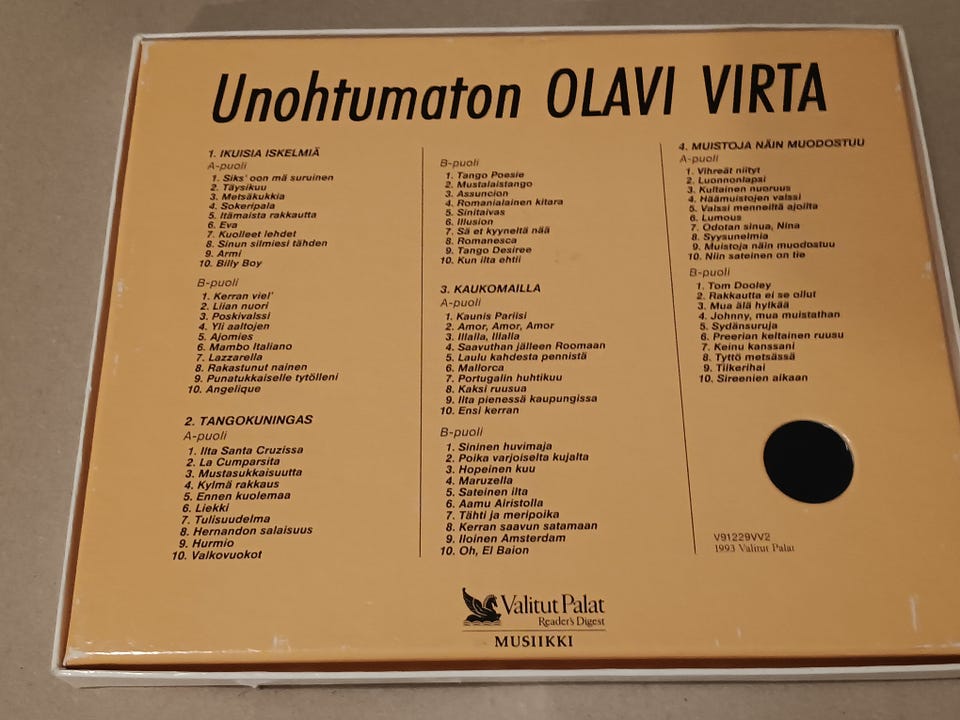 Unohtumaton OLAVI VIRTA
1. IKUISIA ISKELMIÄ
A-puoli
1. Siks' oon mä suruinen
2. Täysikuu
3. Metsäkukkia
4. Sokeripala
5. Itämaista rakkautta
6. Eva
7. Kuolleet lehdet
8. Sinun silmiesi tähden
9. Armi
10. Billy Boy
B-puoli
1. Kerran viel'
2. Liian nuori
3. Poskivalssi
4. Yli aaltojen
5. Ajomies
6. Mambo Italiano
7. Lazzarella
8. Rakastunut nainen
9. Punatukkaiselle tytölleni
10. Angelique
2. TANGOKUNINGAS
A-puoli
1. Ilta Santa Cruzissa
2. La Cumparsita
3. Mustasukkaisuutta
4. Kylmä rakkaus
5. Ennen kuolemaa
6. Liekki
7. Tulisuudelma
8. Hernandon salaisuus
9. Hurmio
10. Valkovuokot
B-puoli
1. Tango Poesie
2. Mustalaistango
3. Assuncion
4. Romanialainen kitara
5. Sinitaivas
6. Illusion
7. Sä et kyyneltä nää
8. Romanesca
9. Tango Desiree
10. Kun ilta ehtii
3. KAUKOMAILLA
A-puoli
1. Kaunis Pariisi
2. Amor, Amor, Amor
3. Illalla, Illalla
4. Saavuthan jälleen Roomaan
5. Laulu kahdesta pennistä
6. Mallorca
7. Portugalin huhtikuu
8. Kaksi ruusua
9. Ilta pienessä kaupungissa
10. Ensi kerran
B-puoli
1. Sininen huvimaja
2. Poika varjoiselta kujalta
3. Hopeinen kuu
4. Maruzella
5. Sateinen ilta
6. Aamu Airistolla
7. Tähti ja meripoika
8. Kerran saavun satamaan
9. Iloinen Amsterdam
10. Oh, El Baion
4. MUISTOJA NÄIN MUODOSTUU
A-puoli
1. Vihreät niityt
2. Luonnonlapsi
3. Kultainen nuoruus
4. Häämuistojen valssi
5. Valssi menneiltä ajoilta
6. Lumous
7. Odotan sinua, Nina
8. Syysunelmia
9. Muistoja näin muodostuu
10. Niin sateinen on tie
B-puoli
1. Tom Dooley
2. Rakkautta ei se ollut
3. Mua älä hylkää
4. Johnny, mua muistathan
5. Sydänsuruja
6. Preerian keltainen ruusu
7. Keinu kanssani
8. Tyttö metsässä
9. Tilkerihai
10. Sireenien aikaan
V91229VV2
1993 Valitut Palat
Valitut Palat
Reader's Digest
MUSIIKKI